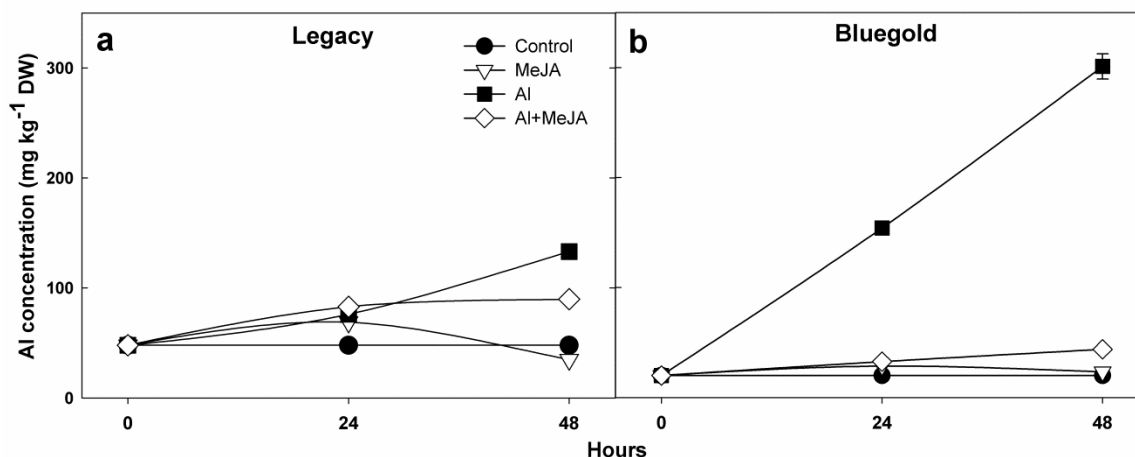 a
Legacy
Control
MeJA
Al
Al+MeJA
b
Bluegold
Al concentration (mg kg⁻¹ DW)
300
200
100
0
0
24
48
0
24
48
Hours